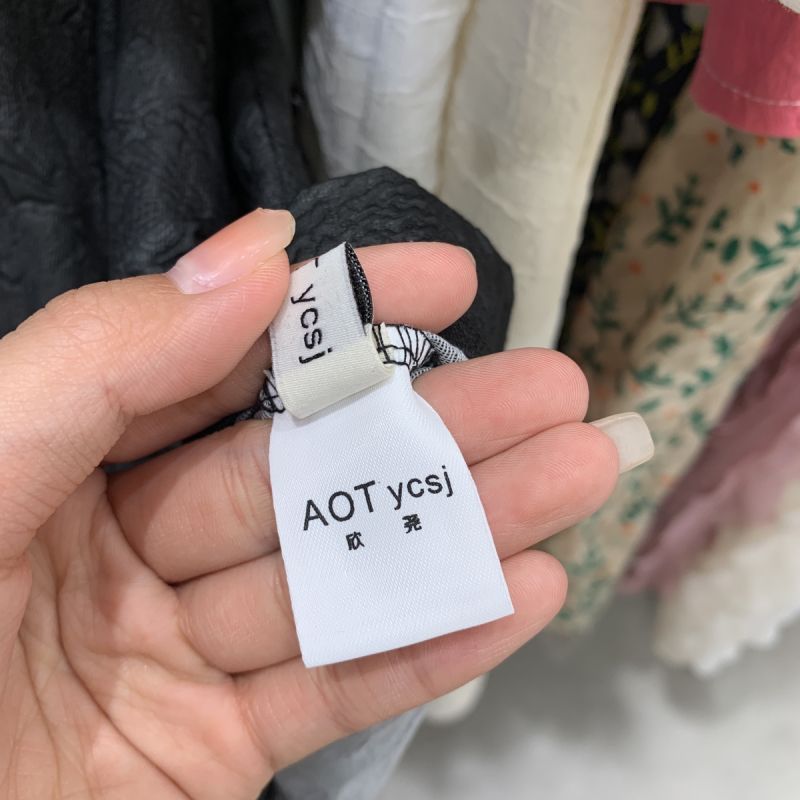 ycsj
AOT ycsj
欣 尧